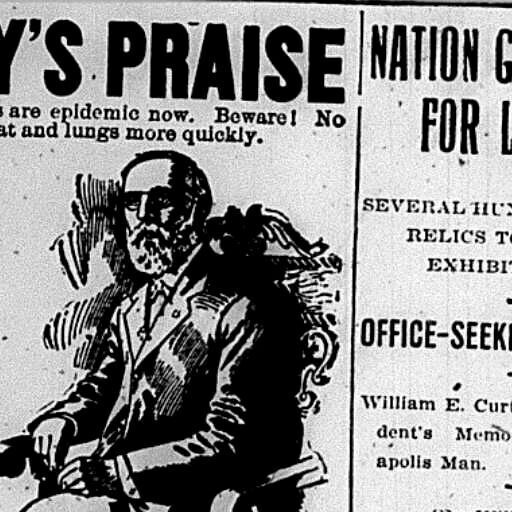 Y'S PRAISE
s are epidemic now. Beware! No
at and lungs more quickly.
NATION G
FOR L
SEVERAL HUN
RELICS TO
EXHIBIT
OFFICE-SEEK
William E. Curt
dent's Memo
apolis Man.